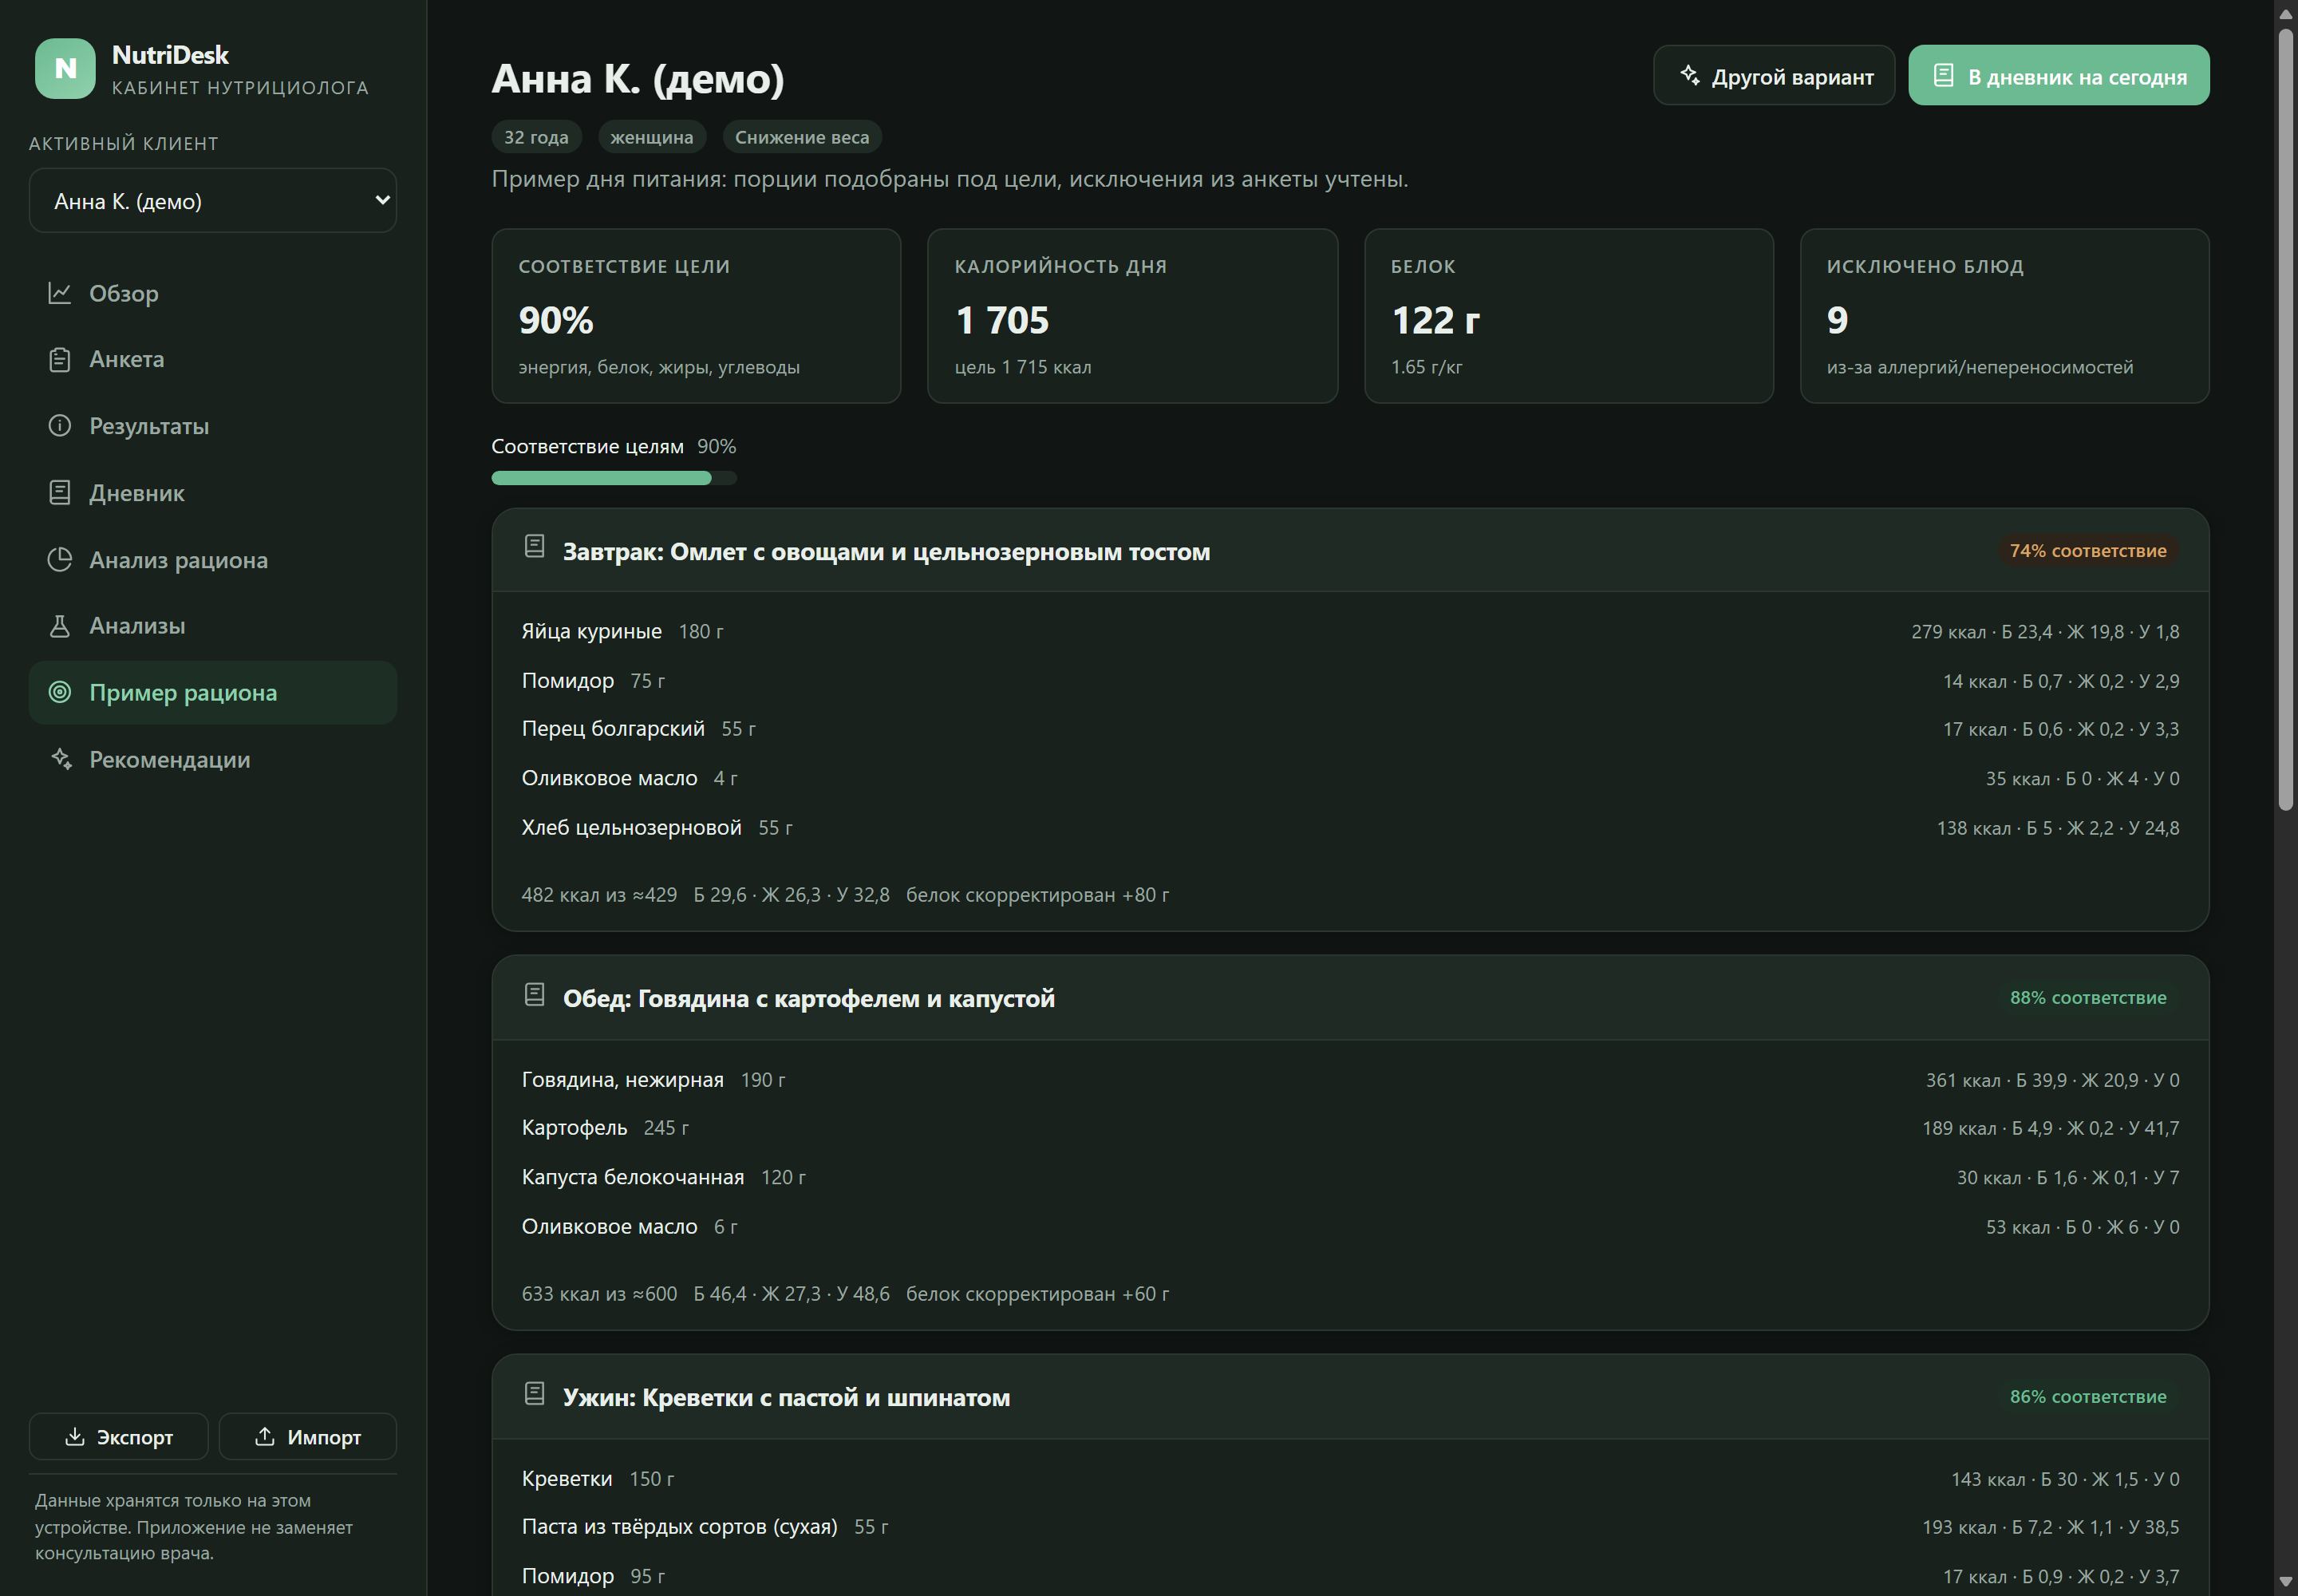 N
NutriDesk
КАБИНЕТ НУТРИЦИОЛОГА
АКТИВНЫЙ КЛИЕНТ
Анна К. (демо)
Обзор
Анкета
Результаты
Дневник
Анализ рациона
Анализы
Пример рациона
Рекомендации
Экспорт
Импорт
Данные хранятся только на этом
устройстве. Приложение не заменяет
консультацию врача.
Анна К. (демо)
Другой вариант
В дневник на сегодня
32 года
женщина
Снижение веса
Пример дня питания: порции подобраны под цели, исключения из анкеты учтены.
СООТВЕТСТВИЕ ЦЕЛИ
90%
энергия, белок, жиры, углеводы
КАЛОРИЙНОСТЬ ДНЯ
1 705
цель 1 715 ккал
БЕЛОК
122 г
1.65 г/кг
ИСКЛЮЧЕНО БЛЮД
9
из-за аллергий/непереносимостей
Соответствие целям 90%
Завтрак: Омлет с овощами и цельнозерновым тостом 74% соответствие
Яйца куриные 180 г 279 ккал · Б 23,4 · Ж 19,8 · У 1,8
Помидор 75 г 14 ккал · Б 0,7 · Ж 0,2 · У 2,9
Перец болгарский 55 г 17 ккал · Б 0,6 · Ж 0,2 · У 3,3
Оливковое масло 4 г 35 ккал · Б 0 · Ж 4 · У 0
Хлеб цельнозерновой 55 г 138 ккал · Б 5 · Ж 2,2 · У 24,8
482 ккал из ≈429 Б 29,6 · Ж 26,3 · У 32,8 белок скорректирован +80 г
Обед: Говядина с картофелем и капустой 88% соответствие
Говядина, нежирная 190 г 361 ккал · Б 39,9 · Ж 20,9 · У 0
Картофель 245 г 189 ккал · Б 4,9 · Ж 0,2 · У 41,7
Капуста белокочанная 120 г 30 ккал · Б 1,6 · Ж 0,1 · У 7
Оливковое масло 6 г 53 ккал · Б 0 · Ж 6 · У 0
633 ккал из ≈600 Б 46,4 · Ж 27,3 · У 48,6 белок скорректирован +60 г
Ужин: Креветки с пастой и шпинатом 86% соответствие
Креветки 150 г 143 ккал · Б 30 · Ж 1,5 · У 0
Паста из твёрдых сортов (сухая) 55 г 193 ккал · Б 7,2 · Ж 1,1 · У 38,5
Помидор 95 г 17 ккал · Б 0,9 · Ж 0,2 · У 3,7